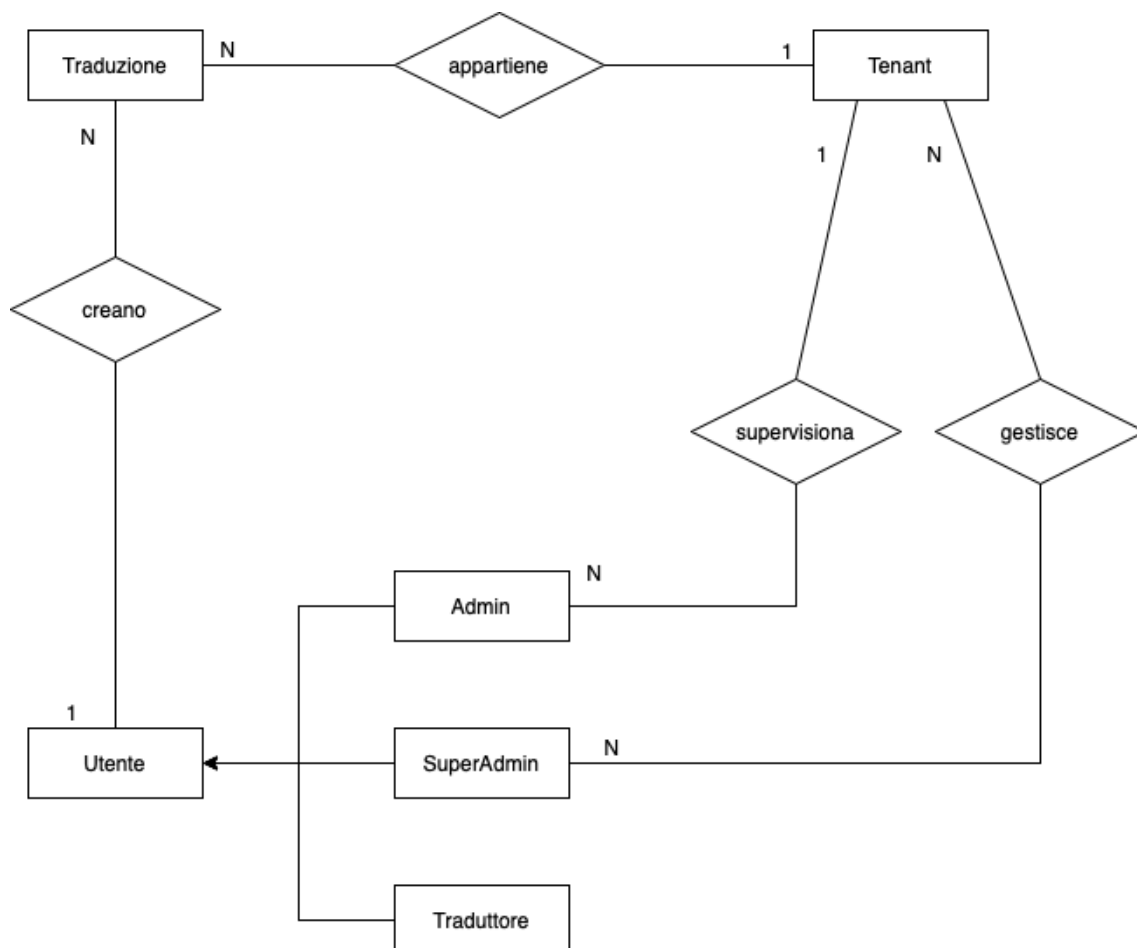 Traduzione
N
appartiene
1
Tenant
N
1
N
creano
supervisiona
gestisce
N
Admin
1
Utente
SuperAdmin
N
Traduttore